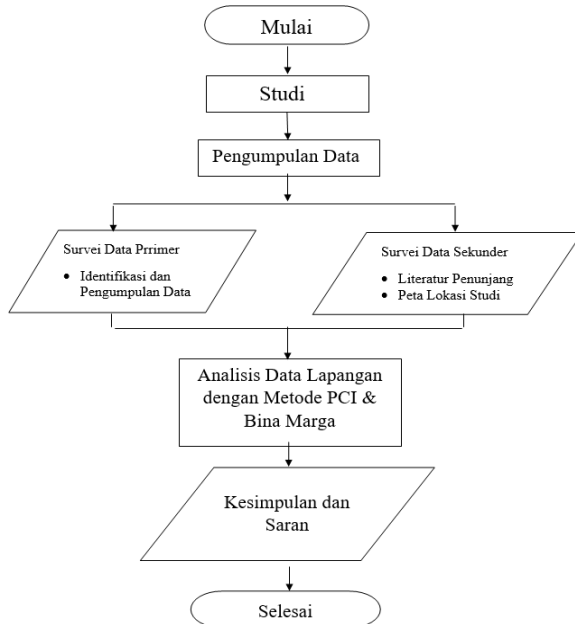 Mulai
Studi
Pengumpulan Data
Survei Data Prrimer
• Identifikasi dan
Pengumpulan Data
Survei Data Sekunder
• Literatur Penunjang
• Peta Lokasi Studi
Analisis Data Lapangan
dengan Metode PCI &
Bina Marga
Kesimpulan dan
Saran
Selesai